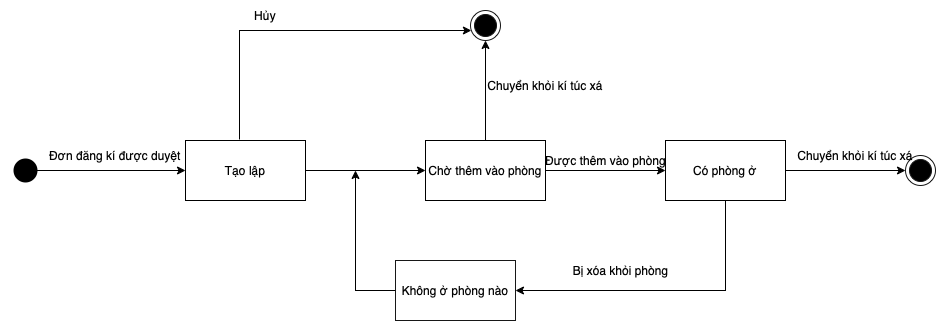 Hủy
Chuyển khỏi kí túc xá
Đơn đăng kí được duyệt
Tạo lập
Chờ thêm vào phòng
Được thêm vào phòng
Có phòng ở
Chuyển khỏi kí túc xá
Không ở phòng nào
Bị xóa khỏi phòng